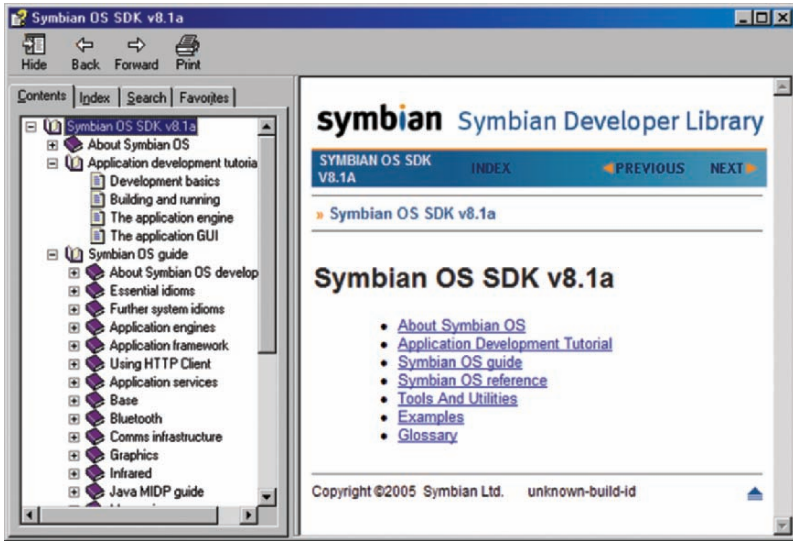 Symbian OS SDK v8.1a
Hide Back Forward Print
Contents Index Search Favorites
Symbian OS SDK v8.1a
About Symbian OS
Application development tutoria
Development basics
Building and running
The application engine
The application GUI
Symbian OS guide
About Symbian OS develop
Essential idioms
Further system idioms
Application engines
Application framework
Using HTTP Client
Application services
Base
Bluetooth
Comms infrastructure
Graphics
Infrared
Java MIDP guide
symbian Symbian Developer Library
SYMBIAN OS SDK
V8.1A
INDEX PREVIOUS NEXT
» Symbian OS SDK v8.1a
Symbian OS SDK v8.1a
• About Symbian OS
• Application Development Tutorial
• Symbian OS guide
• Symbian OS reference
• Tools And Utilities
• Examples
• Glossary
Copyright ©2005 Symbian Ltd. unknown-build-id